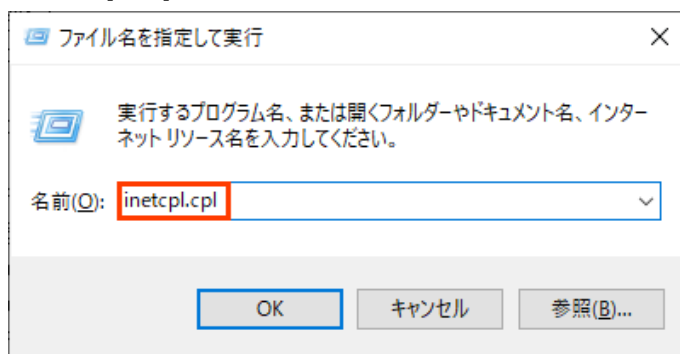 ファイル名を指定して実行
実行するプログラム名、または開くフォルダーやドキュメント名、インター
ネット リソース名を入力してください。
名前(O): inetcpl.cpl
OK キャンセル 参照(B)...